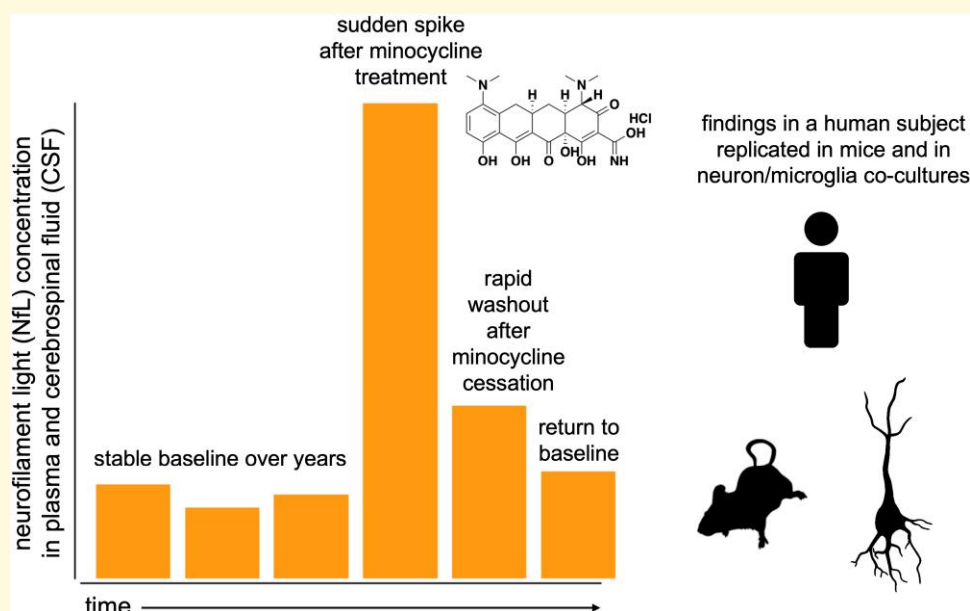 sudden spike
after minocycline
treatment
neurofilament light (NfL) concentration
in plasma and cerebrospinal fluid (CSF)
N
N
H
H
H
O
HCl
OH
OH
OH
O
OH
OH
NH
findings in a human subject
replicated in mice and in
neuron/microglia co-cultures
rapid
washout
after
minocycline
cessation
return to
baseline
stable baseline over years
time